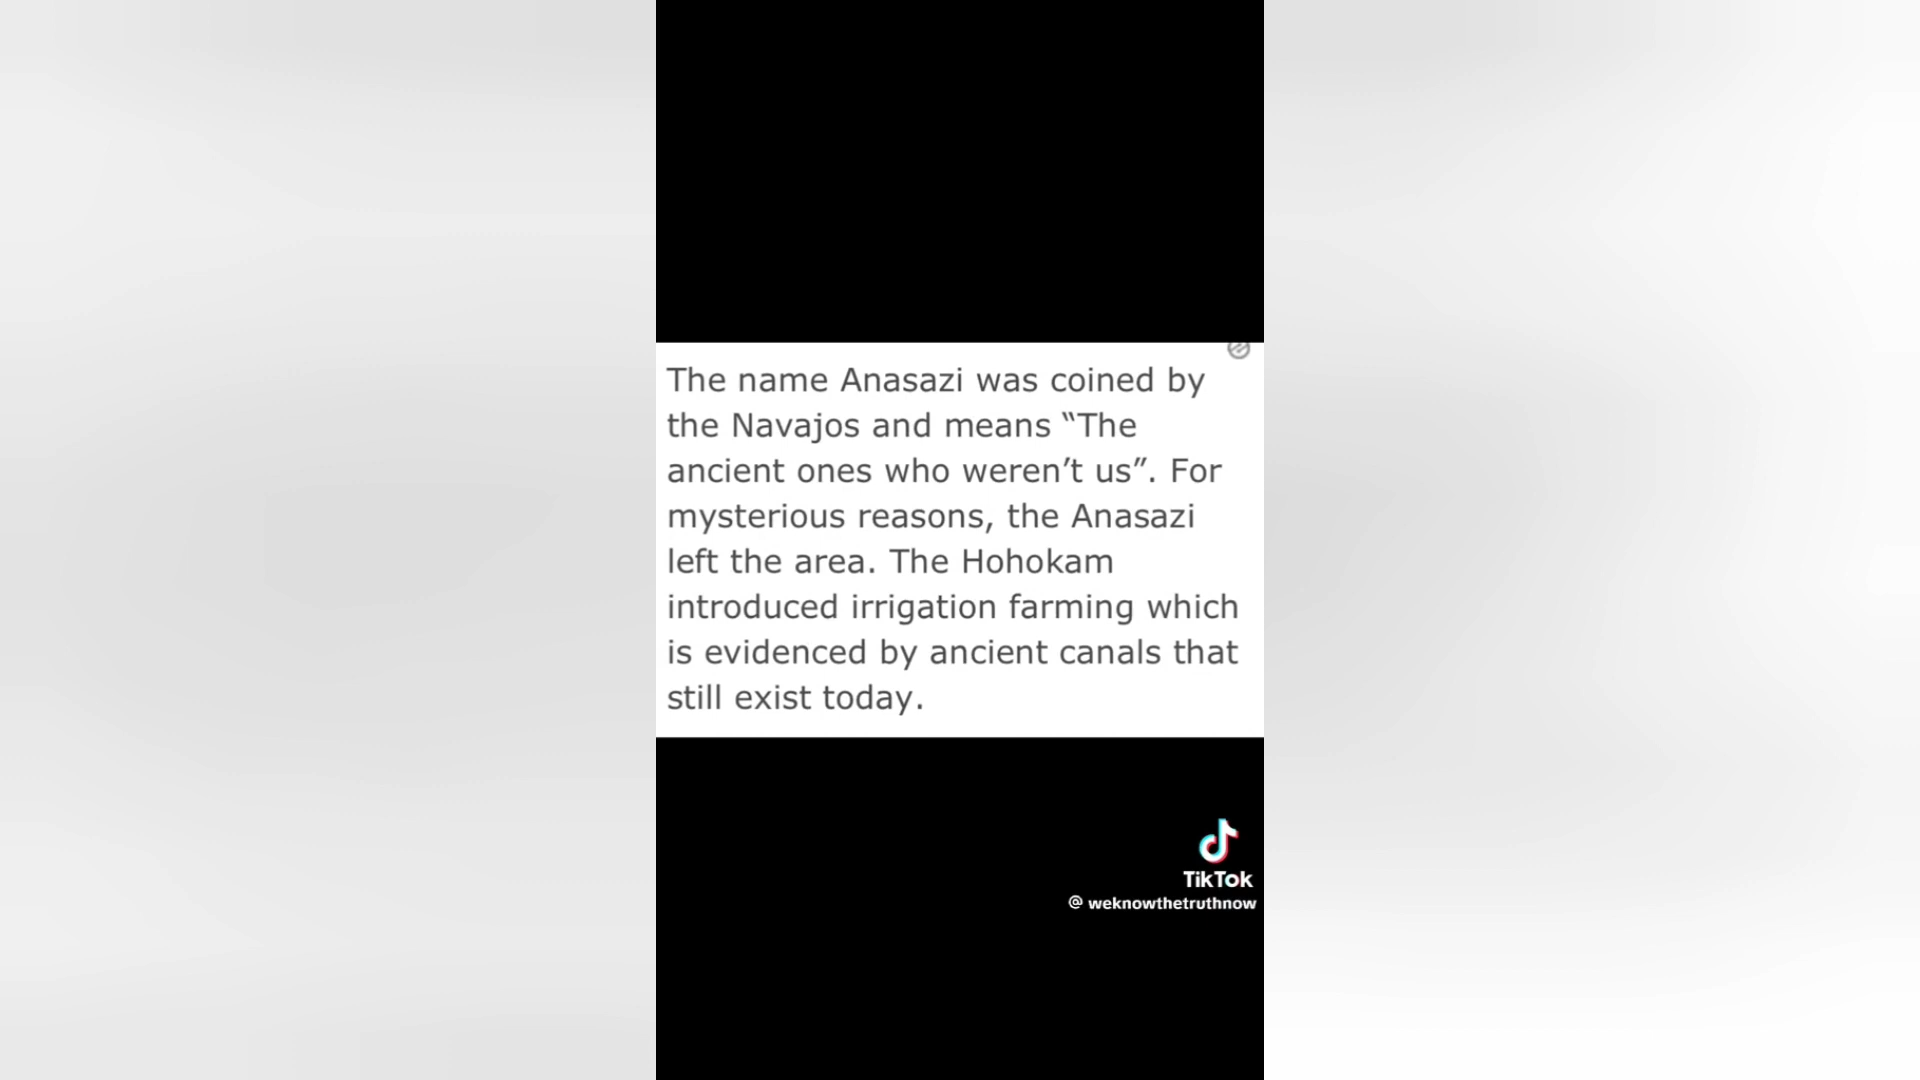 The name Anasazi was coined by
the Navajos and means “The
ancient ones who weren’t us”. For
mysterious reasons, the Anasazi
left the area. The Hohokam
introduced irrigation farming which
is evidenced by ancient canals that
still exist today.
TikTok
@ weknowthetruthnow